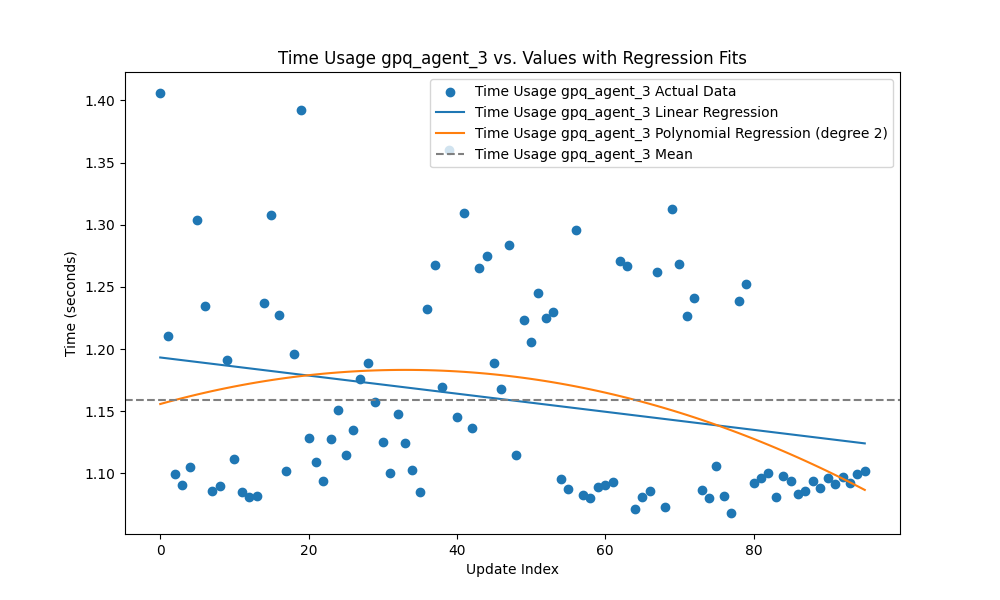 Time Usage gpq_agent_3 vs. Values with Regression Fits
Time Usage gpq_agent_3 Actual Data
Time Usage gpq_agent_3 Linear Regression
Time Usage gpq_agent_3 Polynomial Regression (degree 2)
Time Usage gpq_agent_3 Mean
1.40
1.35
1.30
1.25
1.20
1.15
1.10
Time (seconds)
0
20
40
60
80
Update Index